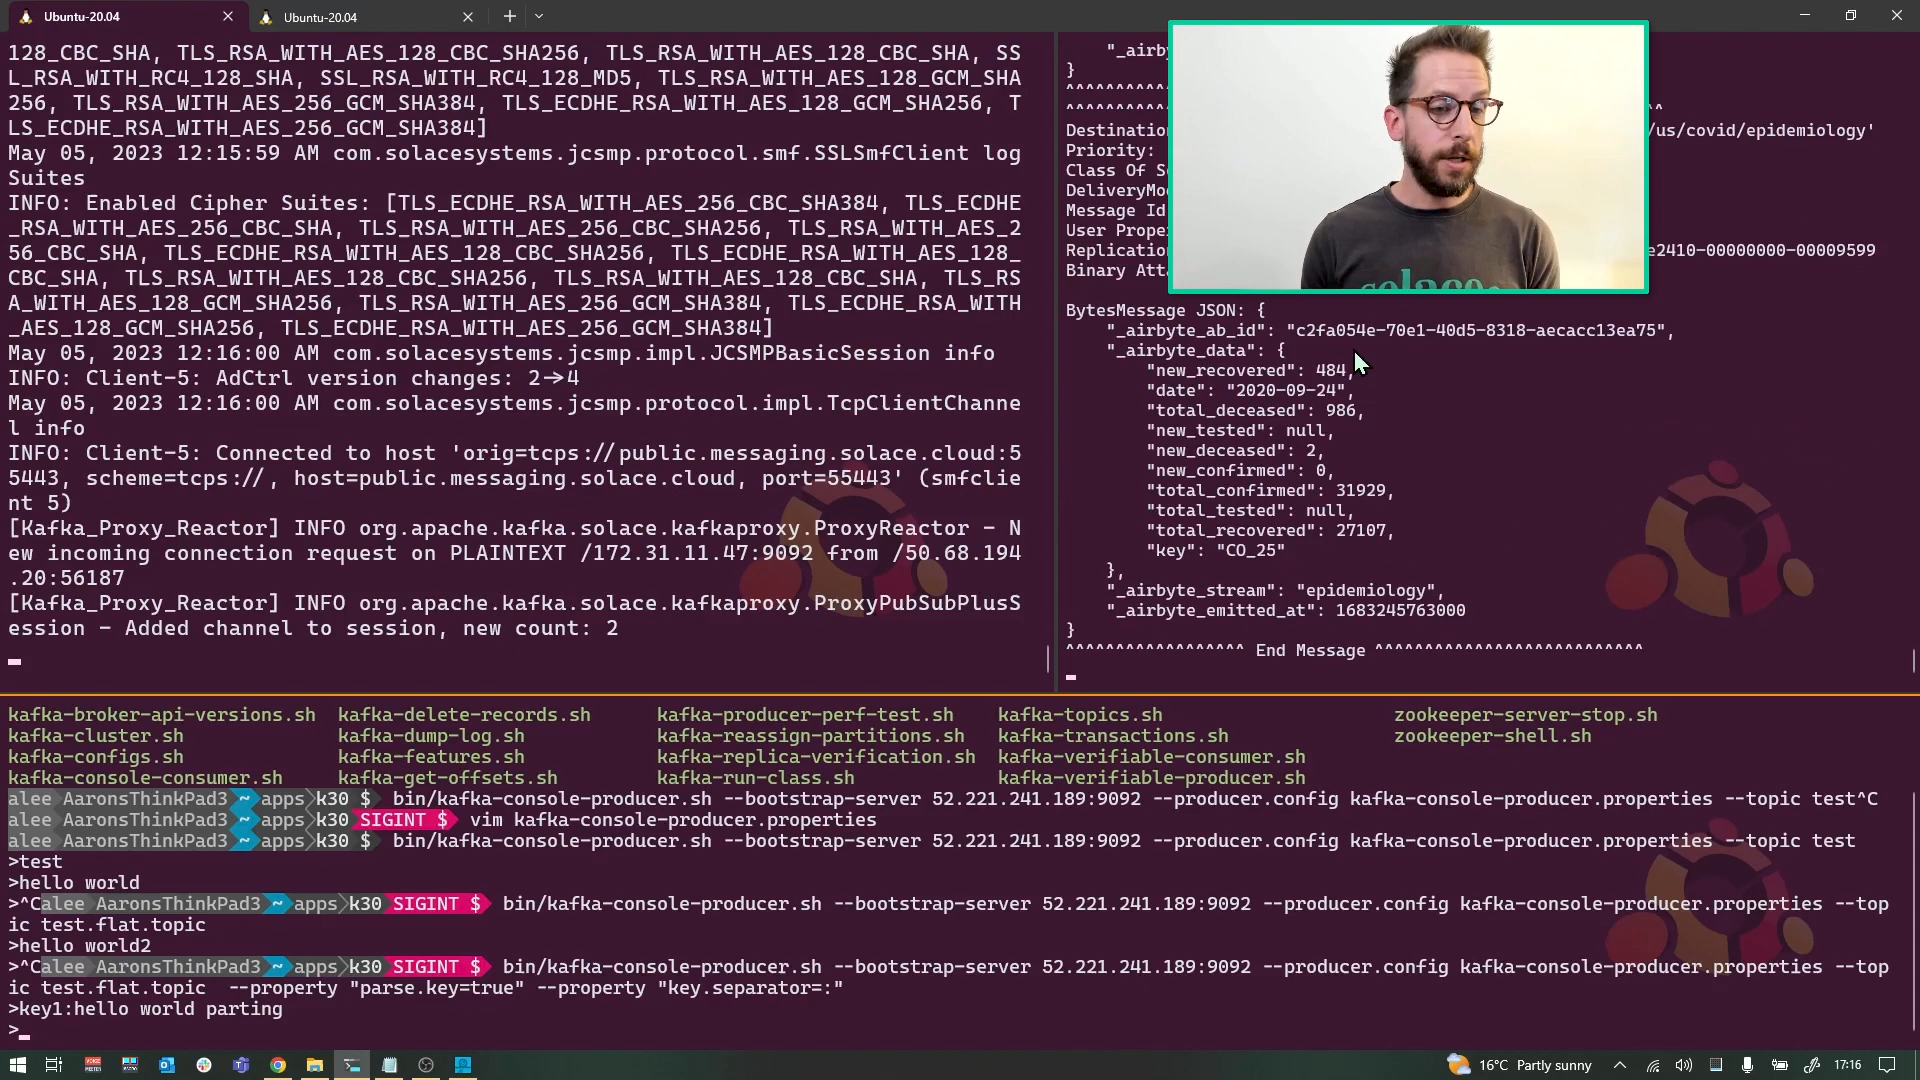 Ubuntu-20.04
Ubuntu-20.04
128_CBC_SHA, TLS_RSA_WITH_AES_128_CBC_SHA256, TLS_RSA_WITH_AES_128_CBC_SHA, SS
L_RSA_WITH_RC4_128_SHA, SSL_RSA_WITH_RC4_128_MD5, TLS_RSA_WITH_AES_128_GCM_SHA
256, TLS_RSA_WITH_AES_256_GCM_SHA384, TLS_ECDHE_RSA_WITH_AES_128_GCM_SHA256, T
LS_ECDHE_RSA_WITH_AES_256_GCM_SHA384]
May 05, 2023 12:15:59 AM com.solacesystems.jcsmp.protocol.smf.SSLSmfClient log
Suites
INFO: Enabled Cipher Suites: [TLS_ECDHE_RSA_WITH_AES_256_CBC_SHA384, TLS_ECDHE
_RSA_WITH_AES_256_CBC_SHA, TLS_RSA_WITH_AES_256_CBC_SHA256, TLS_RSA_WITH_AES_2
56_CBC_SHA, TLS_ECDHE_RSA_WITH_AES_128_CBC_SHA256, TLS_ECDHE_RSA_WITH_AES_128_
CBC_SHA, TLS_RSA_WITH_AES_128_CBC_SHA256, TLS_RSA_WITH_AES_128_CBC_SHA, TLS_RS
A_WITH_AES_128_GCM_SHA256, TLS_RSA_WITH_AES_256_GCM_SHA384, TLS_ECDHE_RSA_WITH
_AES_128_GCM_SHA256, TLS_ECDHE_RSA_WITH_AES_256_GCM_SHA384]
May 05, 2023 12:16:00 AM com.solacesystems.jcsmp.impl.JCSMPBasicSession info
INFO: Client-5: AdCtrl version changes: 2->4
May 05, 2023 12:16:00 AM com.solacesystems.jcsmp.protocol.impl.TcpClientChanne
l info
INFO: Client-5: Connected to host 'orig=tcps://public.messaging.solace.cloud:5
5443, scheme=tcps://, host=public.messaging.solace.cloud, port=55443' (smfclie
nt 5)
[Kafka_Proxy_Reactor] INFO org.apache.kafka.solace.kafkaproxy.ProxyReactor - N
ew incoming connection request on PLAINTEXT /172.31.11.47:9092 from /50.68.194
.20:56187
[Kafka_Proxy_Reactor] INFO org.apache.kafka.solace.kafkaproxy.ProxyPubSubPlusS
ession - Added channel to session, new count: 2
"_airby
}
^^^^^^^^^^
^^^^^^^^^^ ^^
Destination /us/covid/epidemiology'
Priority:
Class Of S
DeliveryMo
Message Id
User Prope
Replication e2410-00000000-00009599
Binary Att
solace
BytesMessage JSON: {
"_airbyte_ab_id": "c2fa054e-70e1-40d5-8318-aecacc13ea75",
"_airbyte_data": {
"new_recovered": 484,
"date": "2020-09-24",
"total_deceased": 986,
"new_tested": null,
"new_deceased": 2,
"new_confirmed": 0,
"total_confirmed": 31929,
"total_tested": null,
"total_recovered": 27107,
"key": "CO_25"
},
"_airbyte_stream": "epidemiology",
"_airbyte_emitted_at": 1683245763000
}
^^^^^^^^^^^^^^^^^^ End Message ^^^^^^^^^^^^^^^^^^^^^^^^^^^
kafka-broker-api-versions.sh kafka-delete-records.sh kafka-producer-perf-test.sh kafka-topics.sh zookeeper-server-stop.sh
kafka-cluster.sh kafka-dump-log.sh kafka-reassign-partitions.sh kafka-transactions.sh zookeeper-shell.sh
kafka-configs.sh kafka-features.sh kafka-replica-verification.sh kafka-verifiable-consumer.sh
kafka-console-consumer.sh kafka-get-offsets.sh kafka-run-class.sh kafka-verifiable-producer.sh
alee AaronsThinkPad3 ~ apps k30 $ bin/kafka-console-producer.sh --bootstrap-server 52.221.241.189:9092 --producer.config kafka-console-producer.properties --topic test^C
alee AaronsThinkPad3 ~ apps k30 SIGINT $ vim kafka-console-producer.properties
alee AaronsThinkPad3 ~ apps k30 $ bin/kafka-console-producer.sh --bootstrap-server 52.221.241.189:9092 --producer.config kafka-console-producer.properties --topic test
>test
>hello world
>^Calee AaronsThinkPad3 ~ apps k30 SIGINT $ bin/kafka-console-producer.sh --bootstrap-server 52.221.241.189:9092 --producer.config kafka-console-producer.properties --top
ic test.flat.topic
>hello world2
>^Calee AaronsThinkPad3 ~ apps k30 SIGINT $ bin/kafka-console-producer.sh --bootstrap-server 52.221.241.189:9092 --producer.config kafka-console-producer.properties --top
ic test.flat.topic --property "parse.key=true" --property "key.separator=:"
>key1:hello world parting
>
16°C Partly sunny
17:16